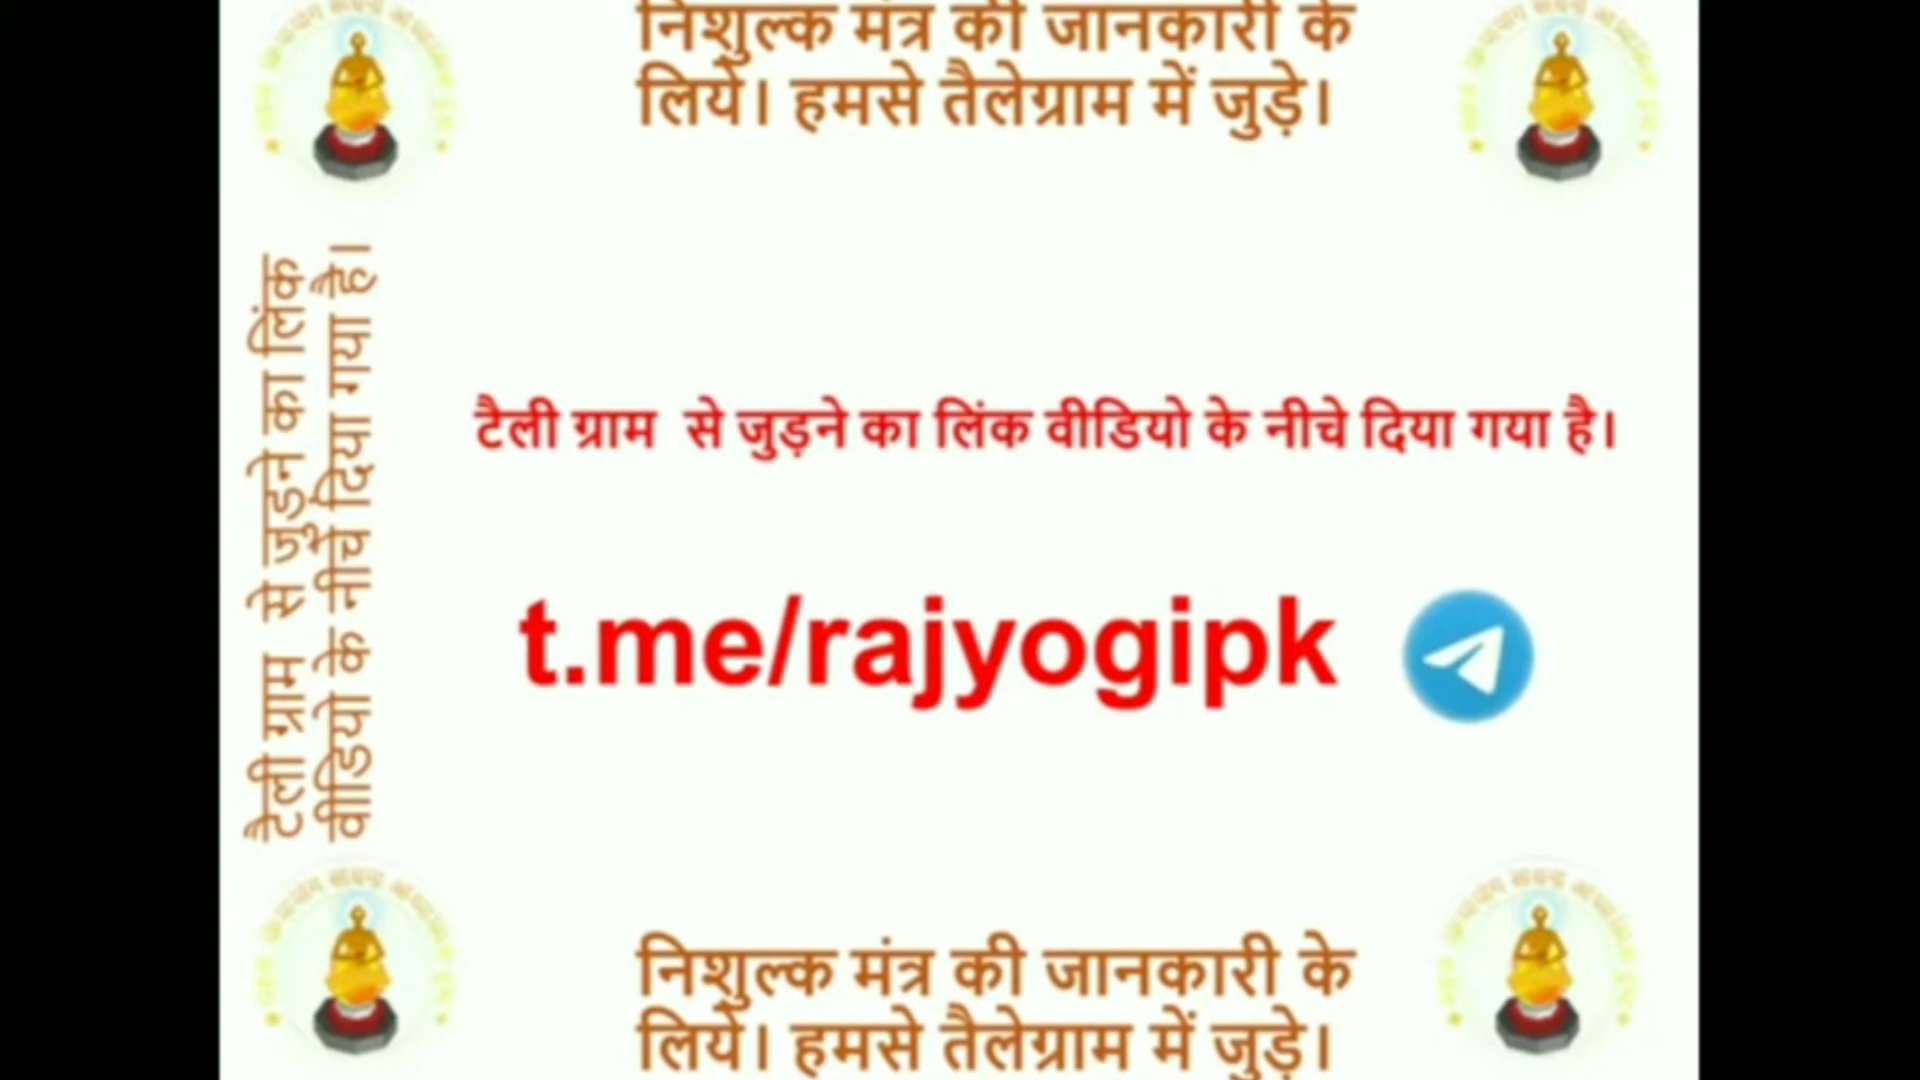 निशुल्क मंत्र की जानकारी के
लिये। हमसे तैलेग्राम में जुड़े।
टैली ग्राम से जुड़ने का लिंक
वीडियो के नीचे दिया गया है।
टैली ग्राम से जुड़ने का लिंक वीडियो के नीचे दिया गया है।
t.me/rajyogipk
निशुल्क मंत्र की जानकारी के
लिये। हमसे तैलेग्राम में जुड़े।